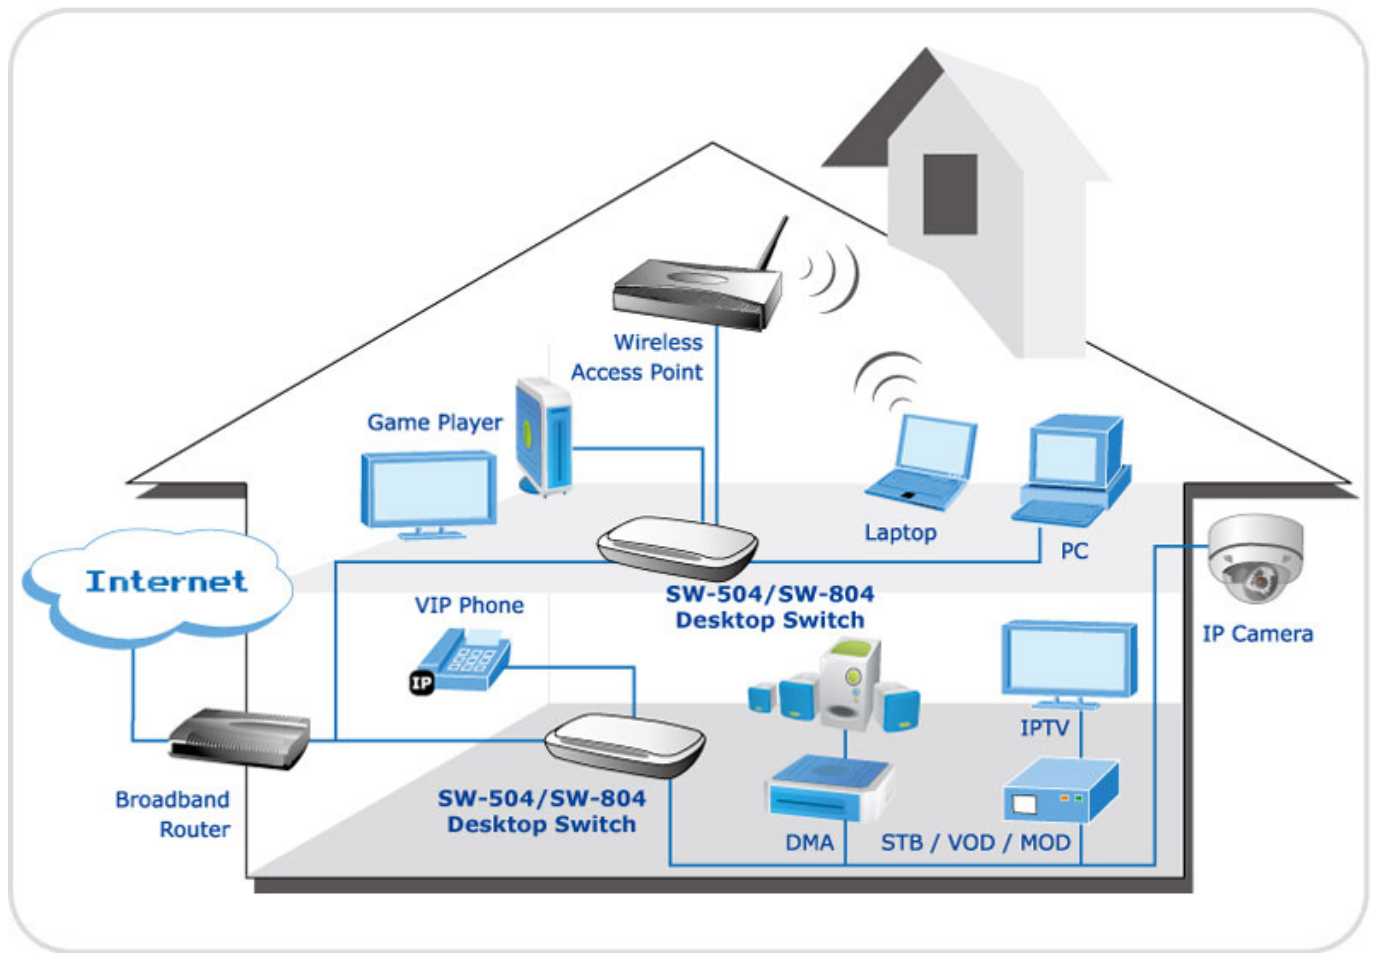 Wireless
Access Point
Game Player
Laptop
PC
Internet
SW-504/SW-804
Desktop Switch
VIP Phone
IP
IP Camera
IPTV
Broadband
Router
SW-504/SW-804
Desktop Switch
DMA
STB / VOD / MOD